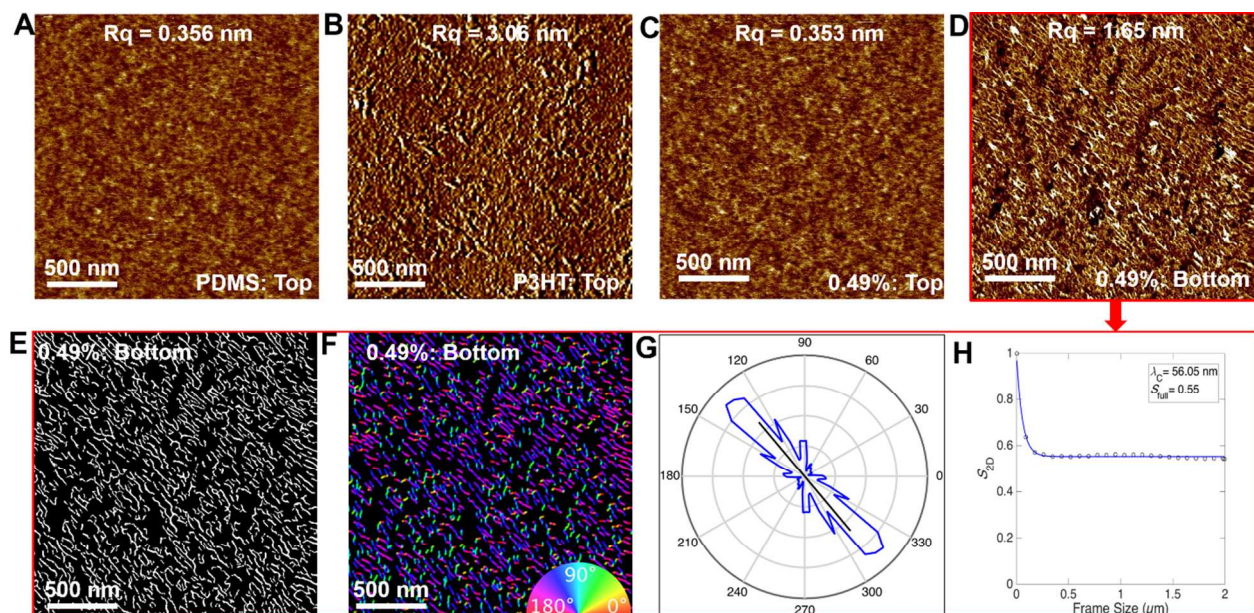 A
Rq = 0.356 nm
500 nm
PDMS: Top
B
Rq = 3.06 nm
500 nm
P3HT: Top
C
Rq = 0.353 nm
500 nm
0.49%: Top
D
Rq = 1.65 nm
500 nm
0.49%: Bottom
E
0.49%: Bottom
500 nm
F
0.49%: Bottom
500 nm
90°
180° 0°
G
90
120 60
150 30
180 0
210 330
240 300
270
H
1
λC = 56.05 nm
Sfull = 0.55
0.8
0.6
S2D
0.4
0.2
0
0 0.5 1 1.5 2
Frame Size (μm)